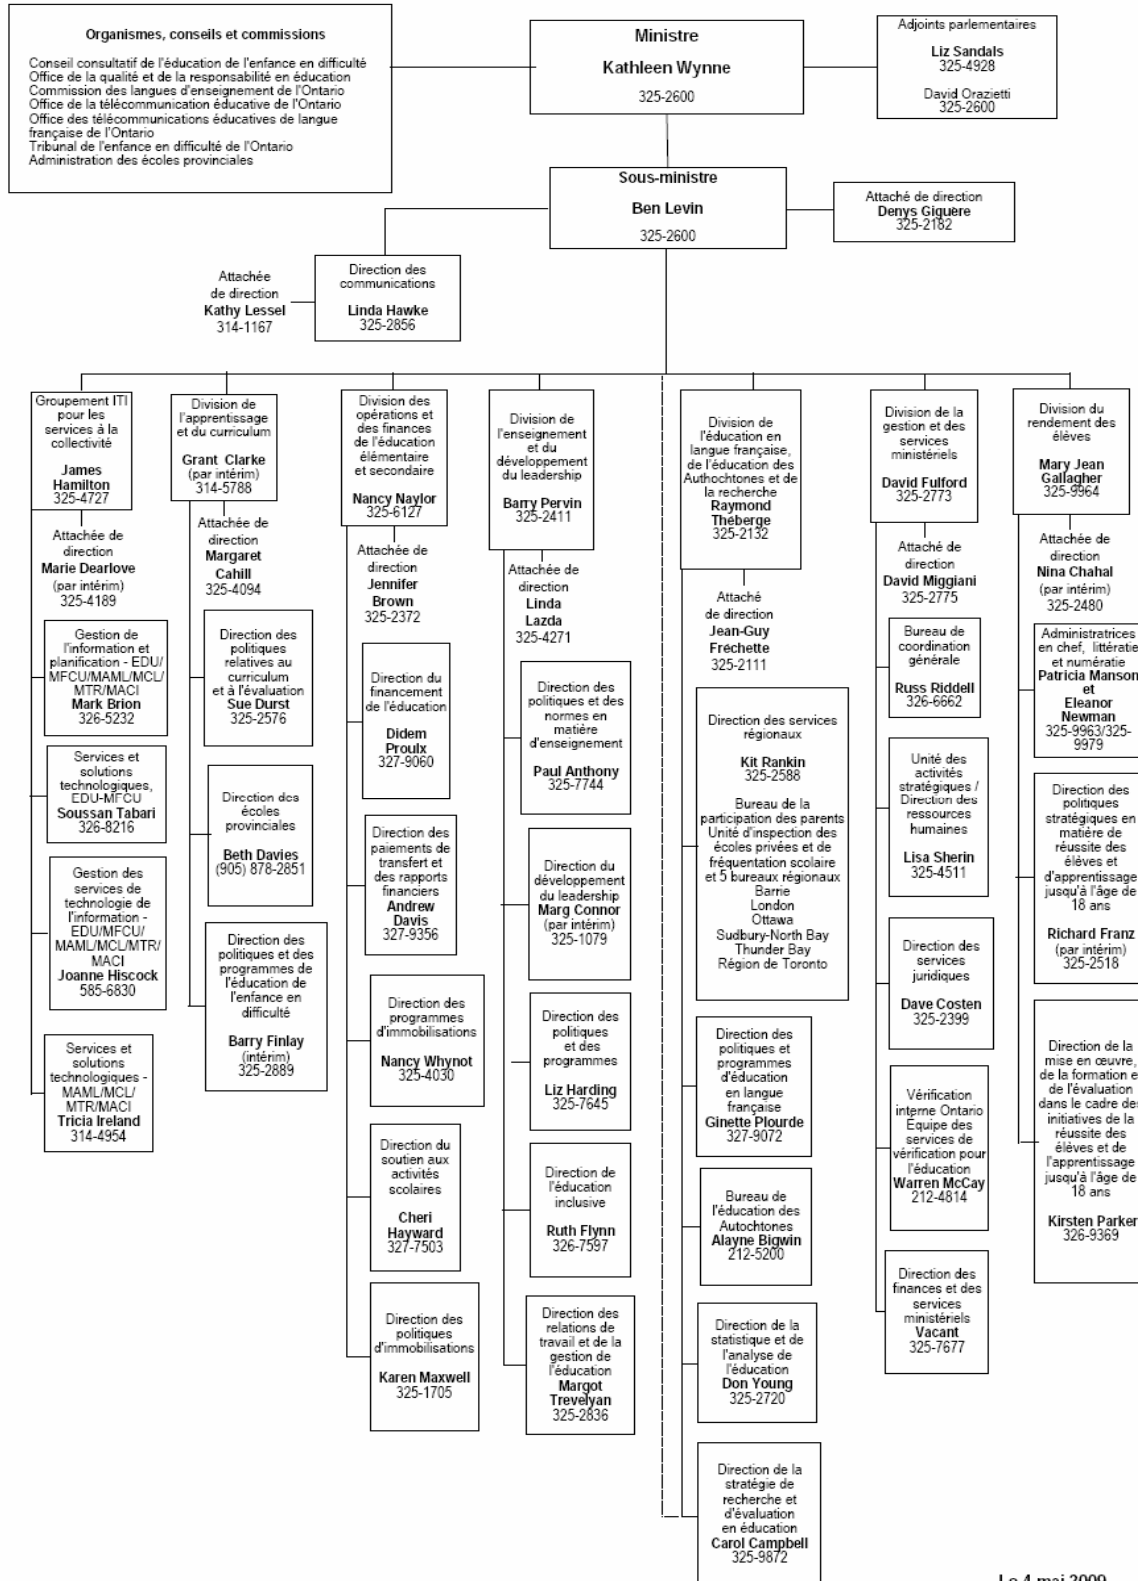 Organismes, conseils et commissions
Conseil consultatif de l'éducation de l'enfance en difficulté
Office de la qualité et de la responsabilité en éducation
Commission des langues d'enseignement de l'Ontario
Office de la télécommunication éducative de l'Ontario
Office des télécommunications éducatives de langue
française de l'Ontario
Tribunal de l'enfance en difficulté de l'Ontario
Administration des écoles provinciales
Ministre
Kathleen Wynne
325-2600
Adjoints parlementaires
Liz Sandals
325-4928
David Orazietti
325-2600
Sous-ministre
Ben Levin
325-2600
Attaché de direction
Denys Giguère
325-2182
Attachée
de direction
Kathy Lessel
314-1167
Direction des
communications
Linda Hawke
325-2856
Groupement ITI
pour les
services à la
collectivité
James
Hamilton
325-4727
Attachée de
direction
Marie Dearlove
(par intérim)
325-4189
Gestion de
l'information et
planification - EDU/
MFCU/MAML/MCL/
MTR/MACI
Mark Brion
326-5232
Services et
solutions
technologiques,
EDU-MFCU
Soussan Tabari
326-8216
Gestion des
services de
technologie de
l'information -
EDU/MFCU/
MAML/MCL/MTR/
MACI
Joanne Hiscock
585-6830
Services et
solutions
technologiques -
MAML/MCL/
MTR/MACI
Tricia Ireland
314-4954
Division de
l'apprentissage
et du curriculum
Grant Clarke
(par intérim)
314-5788
Attachée de
direction
Margaret
Cahill
325-4094
Direction des
politiques
relatives au
curriculum
et à l'évaluation
Sue Durst
325-2576
Direction des
écoles
provinciales
Beth Davies
(905) 878-2851
Direction des
politiques et des
programmes de
l'éducation de
l'enfance en
difficulté
Barry Finlay
(intérim)
325-2889
Division des
opérations et
des finances
de l'éducation
élémentaire
et secondaire
Nancy Naylor
325-6127
Attachée de
direction
Jennifer
Brown
325-2372
Direction du
financement
de l'éducation
Didem
Proulx
327-9060
Direction des
paiements de
transfert et
des rapports
financiers
Andrew
Davis
327-9356
Direction des
programmes
d'immobilisations
Nancy Whynot
325-4030
Direction du
soutien aux
activités
scolaires
Cheri
Hayward
327-7503
Direction des
politiques
d'immobilisations
Karen Maxwell
325-1705
Division de
l'enseignement
et du
développement
du leadership
Barry Pervin
325-2411
Attachée de
direction
Linda
Lazda
325-4271
Direction des
politiques et des
normes en
matière
d'enseignement
Paul Anthony
325-7744
Direction du
développement
du leadership
Marg Connor
(par intérim)
325-1079
Direction des
politiques
et des
programmes
Liz Harding
325-7645
Direction de
l'éducation
inclusive
Ruth Flynn
326-7597
Direction des
relations de
travail et de la
gestion de
l'éducation
Margot
Trevelyan
325-2836
Division de
l'éducation en
langue française,
de l'éducation des
Authochtones et de
la recherche
Raymond
Théberge
325-2132
Attaché
de direction
Jean-Guy
Fréchette
325-2111
Direction des services
régionaux
Kit Rankin
325-2588
Bureau de la
participation des parents
Unité d'inspection des
écoles privées et de
fréquentation scolaire
et 5 bureaux régionaux
Barrie
London
Ottawa
Sudbury-North Bay
Thunder Bay
Région de Toronto
Direction des
politiques et
programmes
d'éducation
en langue
française
Ginette Plourde
327-9072
Bureau de
l'éducation des
Autochtones
Alayne Bigwin
212-5200
Direction de la
statistique et de
l'analyse de
l'éducation
Don Young
325-2720
Direction de la
stratégie de
recherche et
d'évaluation
en éducation
Carol Campbell
325-9872
Division de la
gestion et des
services
ministériels
David Fulford
325-2773
Attaché de
direction
David Miggiani
325-2775
Bureau de
coordination
générale
Russ Riddell
326-6662
Unité des
activités
stratégiques /
Direction des
ressources
humaines
Lisa Sherin
325-4511
Direction des
services
juridiques
Dave Costen
325-2399
Vérification
interne Ontario
Équipe des
services de
vérification pour
l'éducation
Warren McCay
212-4814
Direction des
finances et des
services
ministériels
Vacant
325-7677
Division du
rendement des
élèves
Mary Jean
Gallagher
325-9964
Attachée de
direction
Nina Chahal
(par intérim)
325-2480
Administratrices
en chef, littératie
et numératie
Patricia Manson
et
Eleanor
Newman
325-9963/325-
9979
Direction des
politiques
stratégiques en
matière de
réussite des
élèves et
d'apprentissage
jusqu'à l'âge de
18 ans
Richard Franz
(par intérim)
325-2518
Direction de la
mise en œuvre,
de la formation e
de l'évaluation
dans le cadre des
initiatives de la
réussite des
élèves et de
l'apprentissage
jusqu'à l'âge de
18 ans
Kirsten Parker
326-9369
Le 4 mai 2009